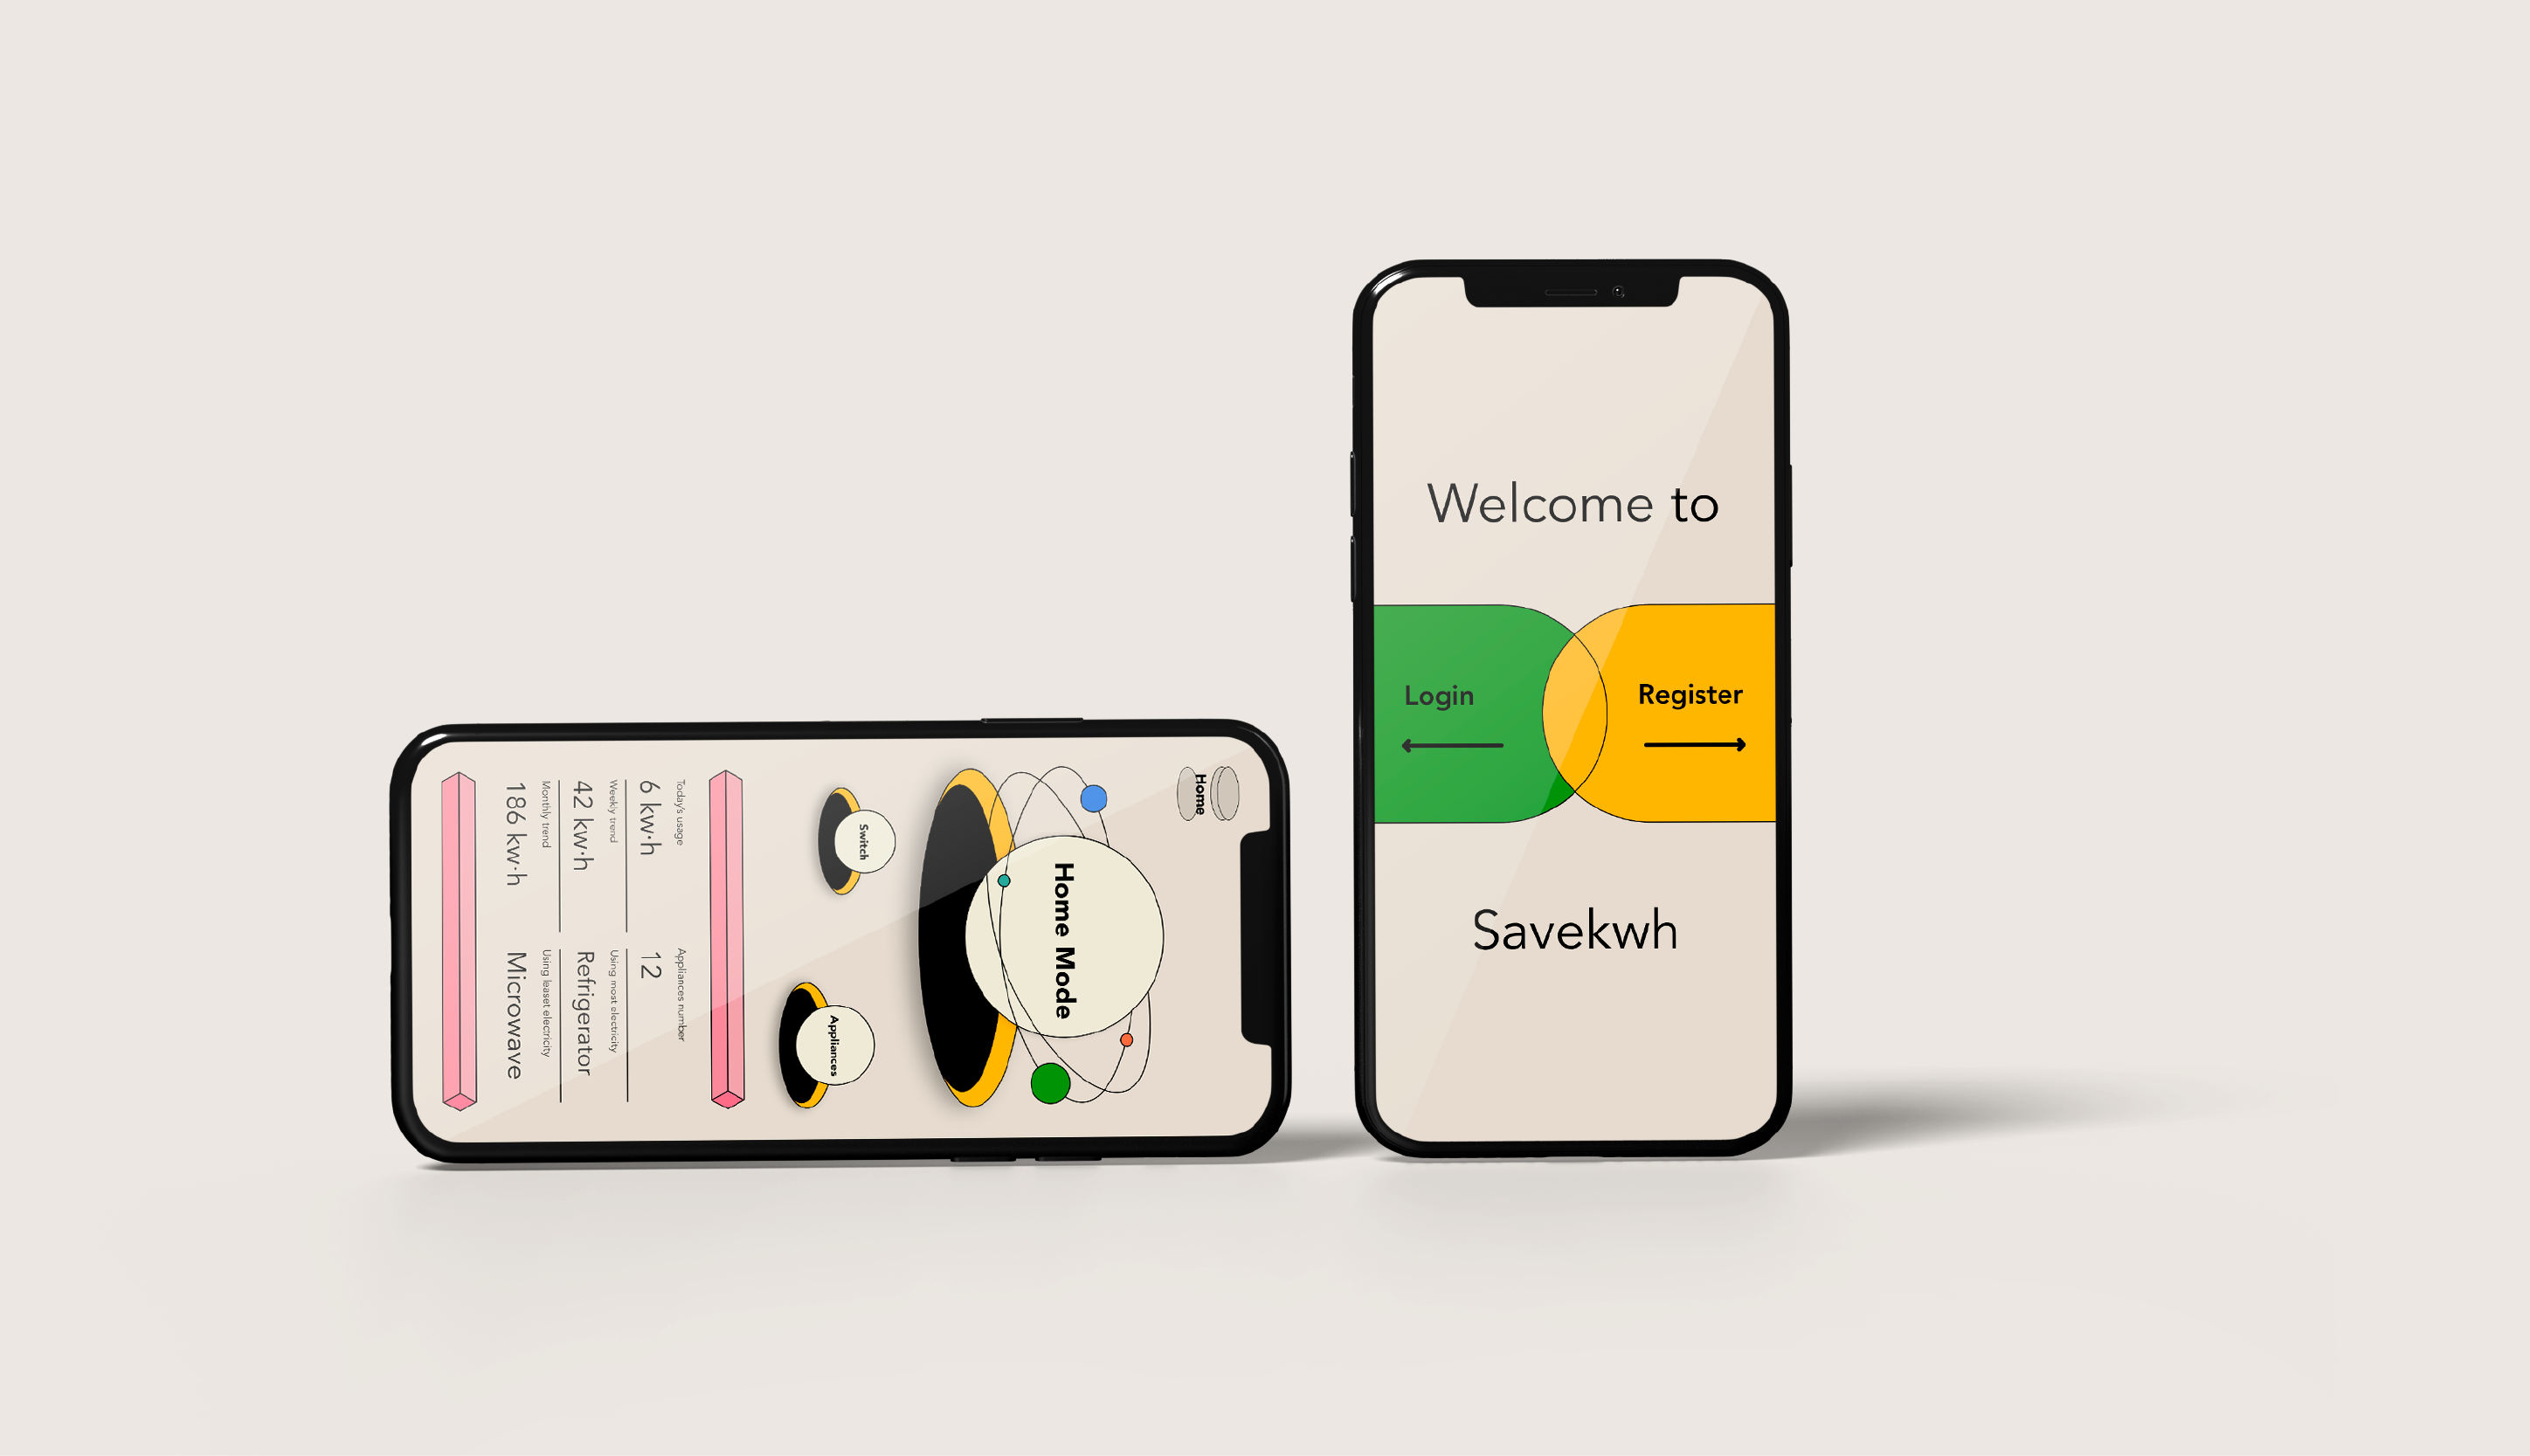 Home
Home Mode
Switch
Appliances
Today's usage
6 kw·h
Weekly trend
42 kw·h
Monthly trend
186 kw·h
Appliances number
12
Using most electricity
Refrigerator
Using leaset electricity
Microwave
Welcome to
Login
Register
Savekwh